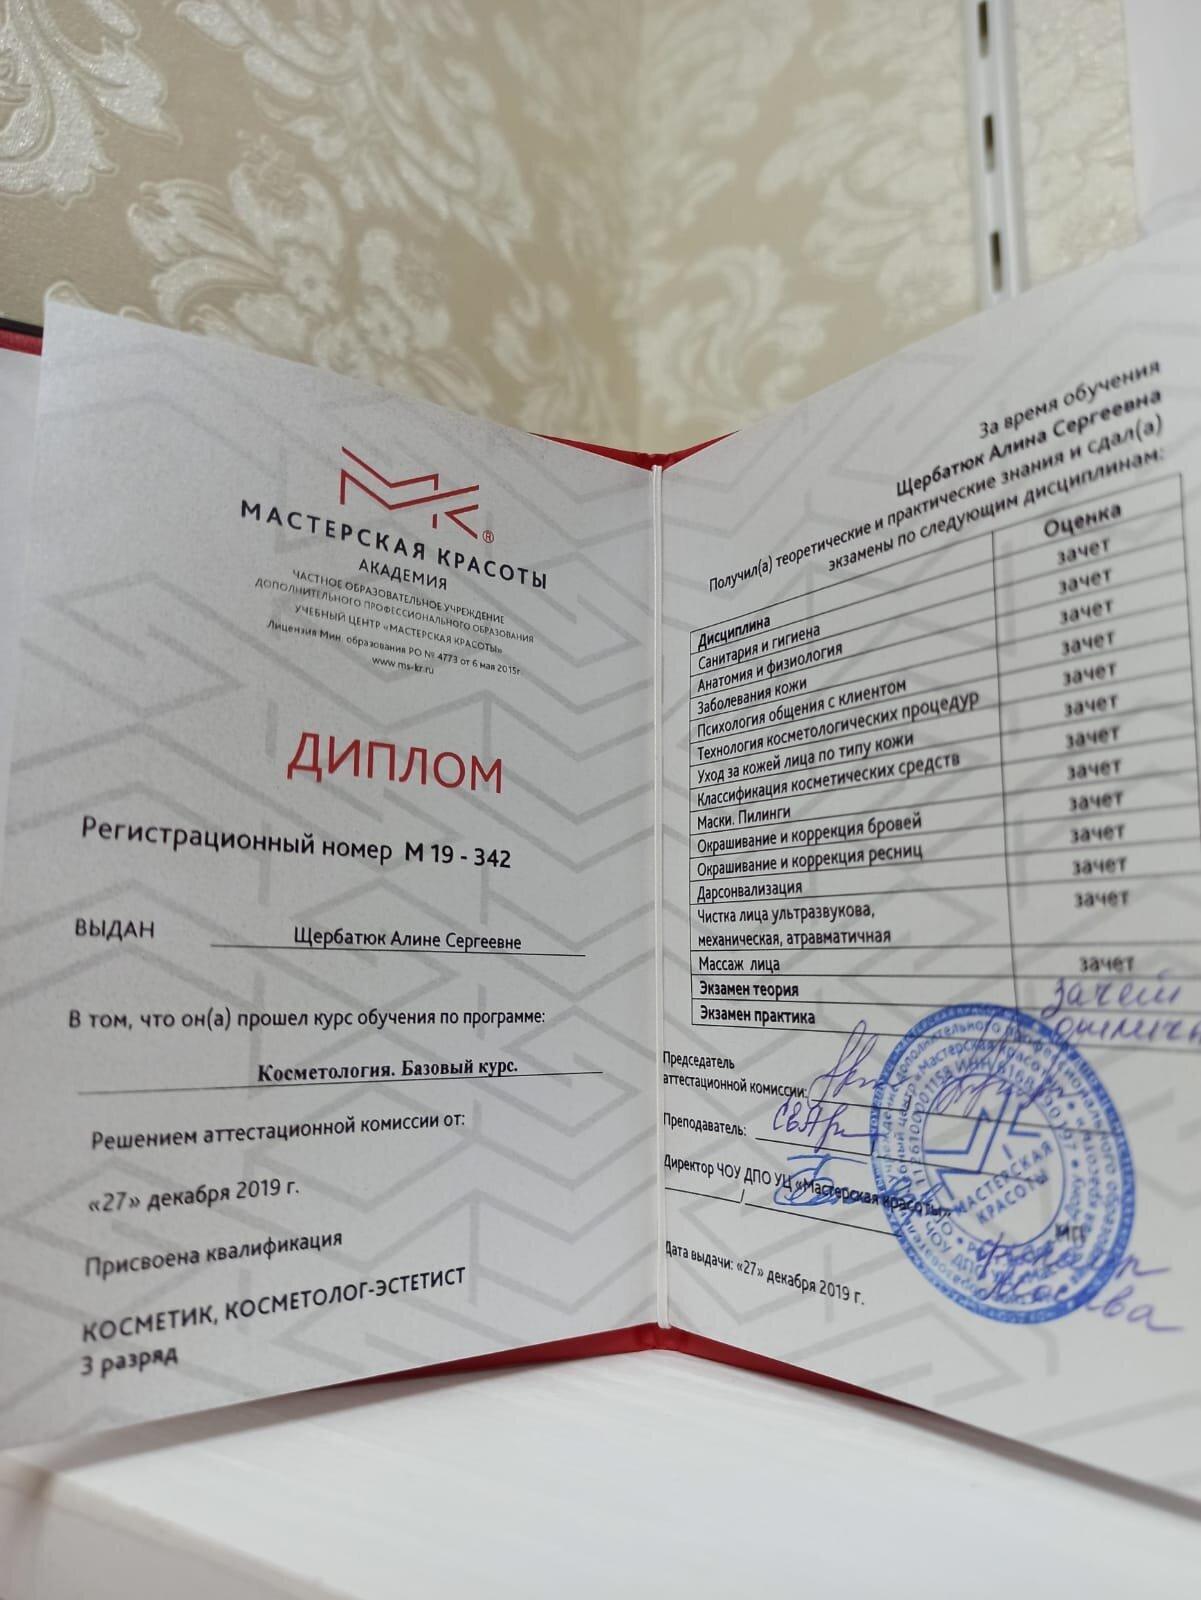 МАСТЕРСКАЯ КРАСОТЫ
АКАДЕМИЯ
ЧАСТНОЕ ОБРАЗОВАТЕЛЬНОЕ УЧРЕЖДЕНИЕ
ДОПОЛНИТЕЛЬНОГО ПРОФЕССИОНАЛЬНОГО ОБРАЗОВАНИЯ
УЧЕБНЫЙ ЦЕНТР «МАСТЕРСКАЯ КРАСОТЫ»
Лицензия Мин. образования РО № 4773 от 6 мая 2015г
www.ms-kr.ru
ДИПЛОМ
Регистрационный номер М 19 - 342
ВЫДАН Щербатюк Алине Сергеевне
В том, что он(а) прошел курс обучения по программе:
Косметология. Базовый курс.
Решением аттестационной комиссии от:
«27» декабря 2019 г.
Присвоена квалификация
КОСМЕТИК, КОСМЕТОЛОГ-ЭСТЕТИСТ
3 разряд
За время обучения
Щербатюк Алина Сергеевна
Получил(а) теоретические и практические знания и сдал(а)
экзамены по следующим дисциплинам:
Дисциплина Оценка
Санитария и гигиена зачет
Анатомия и физиология зачет
Заболевания кожи зачет
Психология общения с клиентом зачет
Технология косметологических процедур зачет
Уход за кожей лица по типу кожи зачет
Классификация косметических средств зачет
Маски. Пилинги зачет
Окрашивание и коррекция бровей зачет
Окрашивание и коррекция ресниц зачет
Дарсонвализация зачет
Чистка лица ультразвукова, зачет
механическая, атравматичная
Массаж лица зачет
Экзамен теория зачет
Экзамен практика
Председатель
аттестационной комиссии:
Преподаватель:
Директор ЧОУ ДПО УЦ «Мастерская красоты»
МП
Дата выдачи: «27» декабря 2019 г.
МАСТЕРСКАЯ
КРАСОТЫ